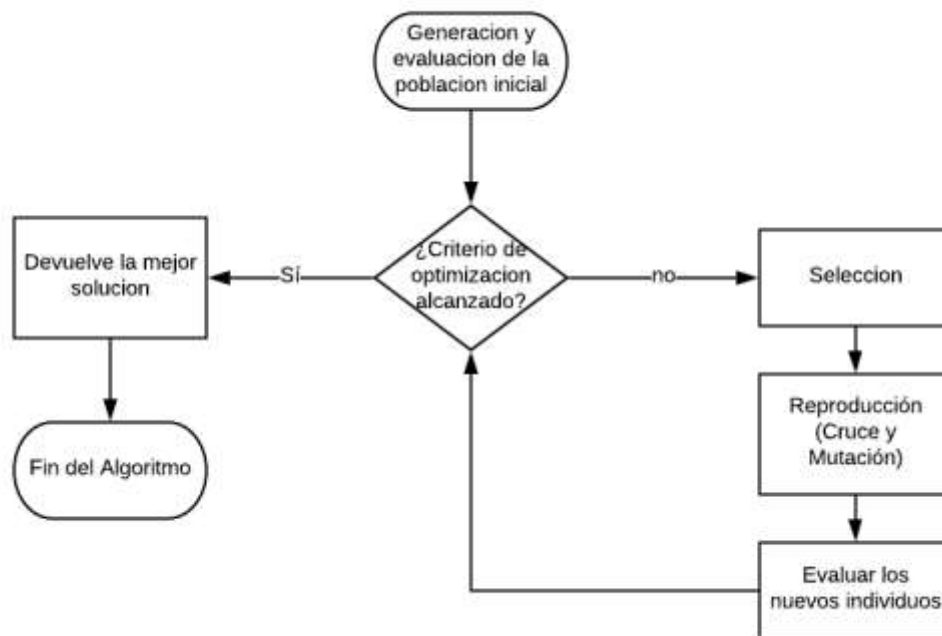 Generacion y
evaluacion de la
poblacion inicial
¿Criterio de
optimizacion
alcanzado?
Sí
no
Devuelve la mejor
solucion
Fin del Algoritmo
Seleccion
Reproducción
(Cruce y
Mutación)
Evaluar los
nuevos individuos